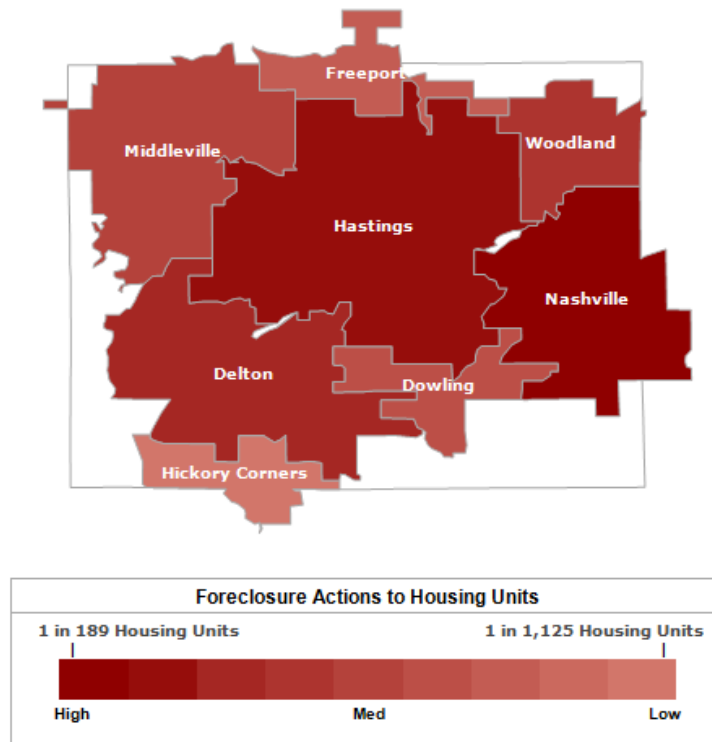 Freeport
Middleville
Woodland
Hastings
Nashville
Delton
Dowling
Hickory Corners
Foreclosure Actions to Housing Units
1 in 189 Housing Units 1 in 1,125 Housing Units
High Med Low